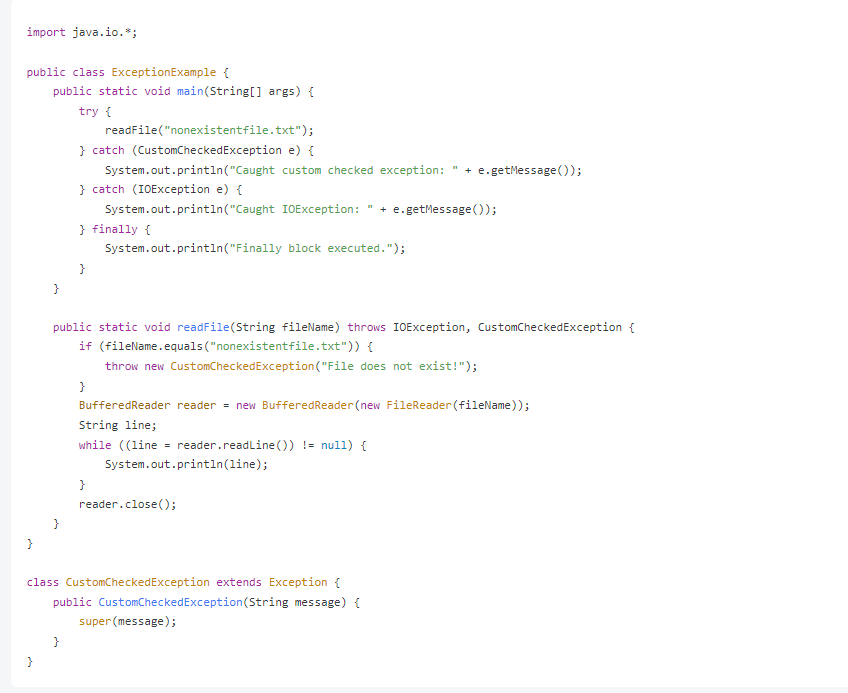 import java.io.*;

public class ExceptionExample {
    public static void main(String[] args) {
        try {
            readFile("nonexistentfile.txt");
        } catch (CustomCheckedException e) {
            System.out.println("Caught custom checked exception: " + e.getMessage());
        } catch (IOException e) {
            System.out.println("Caught IOException: " + e.getMessage());
        } finally {
            System.out.println("Finally block executed.");
        }
    }

    public static void readFile(String fileName) throws IOException, CustomCheckedException {
        if (fileName.equals("nonexistentfile.txt")) {
            throw new CustomCheckedException("File does not exist!");
        }
        BufferedReader reader = new BufferedReader(new FileReader(fileName));
        String line;
        while ((line = reader.readLine()) != null) {
            System.out.println(line);
        }
        reader.close();
    }
}

class CustomCheckedException extends Exception {
    public CustomCheckedException(String message) {
        super(message);
    }
}